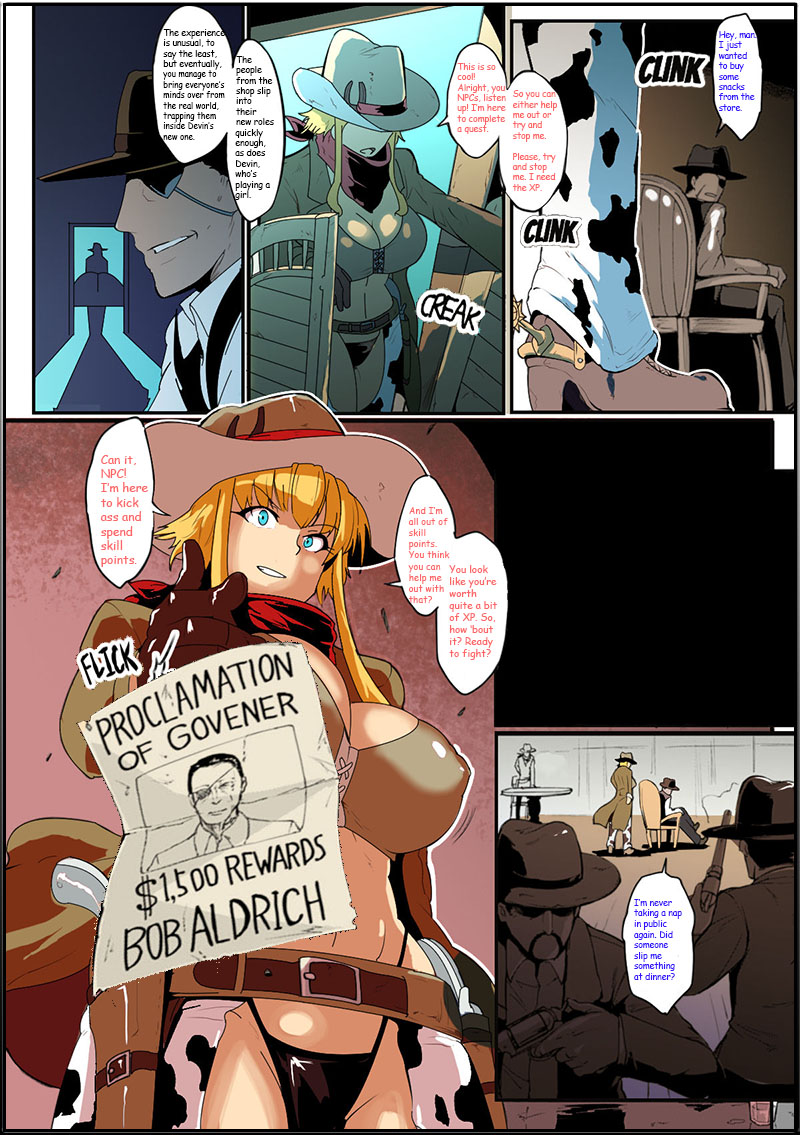 The experience
is unusual, to
say the least,
but eventually,
you manage to
bring everyone's
minds over from
the real world,
trapping them
inside Devin's
new one.
The
people
from the
shop slip
into
their
new roles
quickly
enough,
as does
Devin,
who's
playing a
girl.
This is so
cool!
Alright, you
NPCs, listen
up! I'm here
to complete
a quest.
CREAK
So you can
either help
me out or
try and
stop me.
Please, try
and stop
me. I need
the XP.
CLINK
CLINK
Hey, man.
I just
wanted
to buy
some
snacks
from the
store.
Can it,
NPC!
I'm here
to kick
ass and
spend
skill
points.
And I'm
all out of
skill
points.
You think
you can
help me
out with
that?
You look
like you're
worth
quite a bit
of XP. So,
how 'bout
it? Ready
to fight?
FLICK
PROCLAMATION
OF GOVENER
$1,500 REWARDS
BOB ALDRICH
I'm never
taking a nap
in public
again. Did
someone
slip me
something
at dinner?